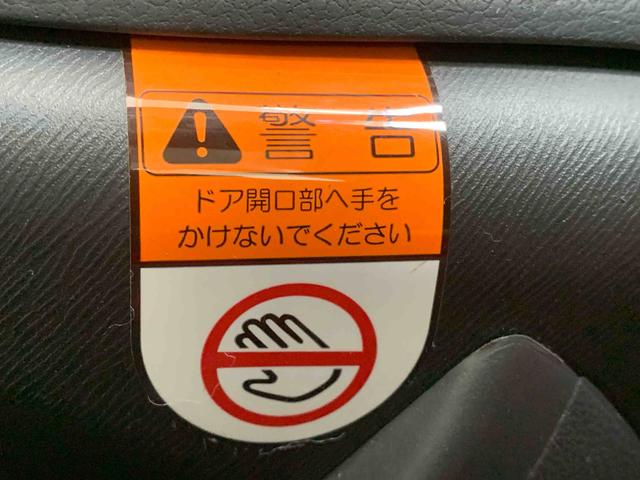 警告
ドア開口部へ手を
かけないでください